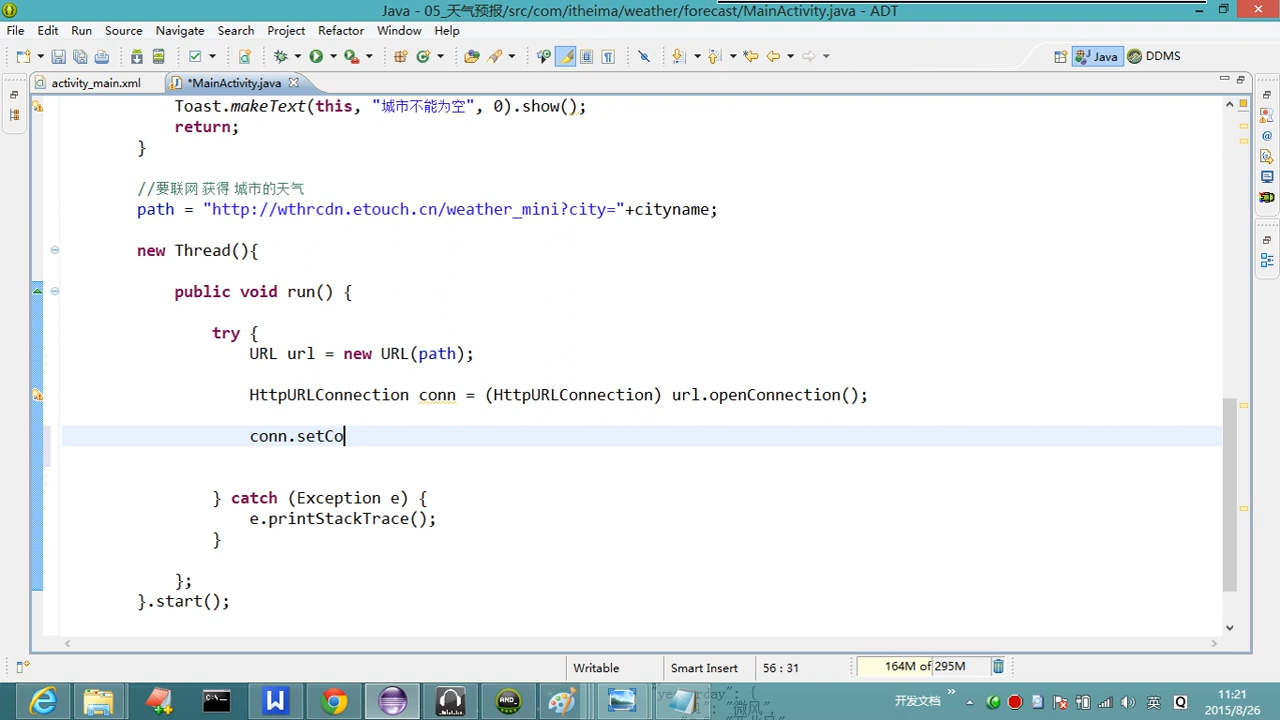 Java - 05_天气预报/src/com/itheima/weather/forecast/MainActivity.java - ADT
File Edit Run Source Navigate Search Project Refactor Window Help
Java DDMS
activity_main.xml *MainActivity.java
Toast.makeText(this, "城市不能为空", 0).show();
return;
}
//要联网 获得 城市的天气
path = "http://wthrcdn.etouch.cn/weather_mini?city="+cityname;
new Thread(){
public void run() {
try {
URL url = new URL(path);
HttpURLConnection conn = (HttpURLConnection) url.openConnection();
conn.setCo
} catch (Exception e) {
e.printStackTrace();
}
};
}.start();
Writable Smart Insert 56 : 31 164M of 295M
开发文档 » 英 11:21
2015/8/26